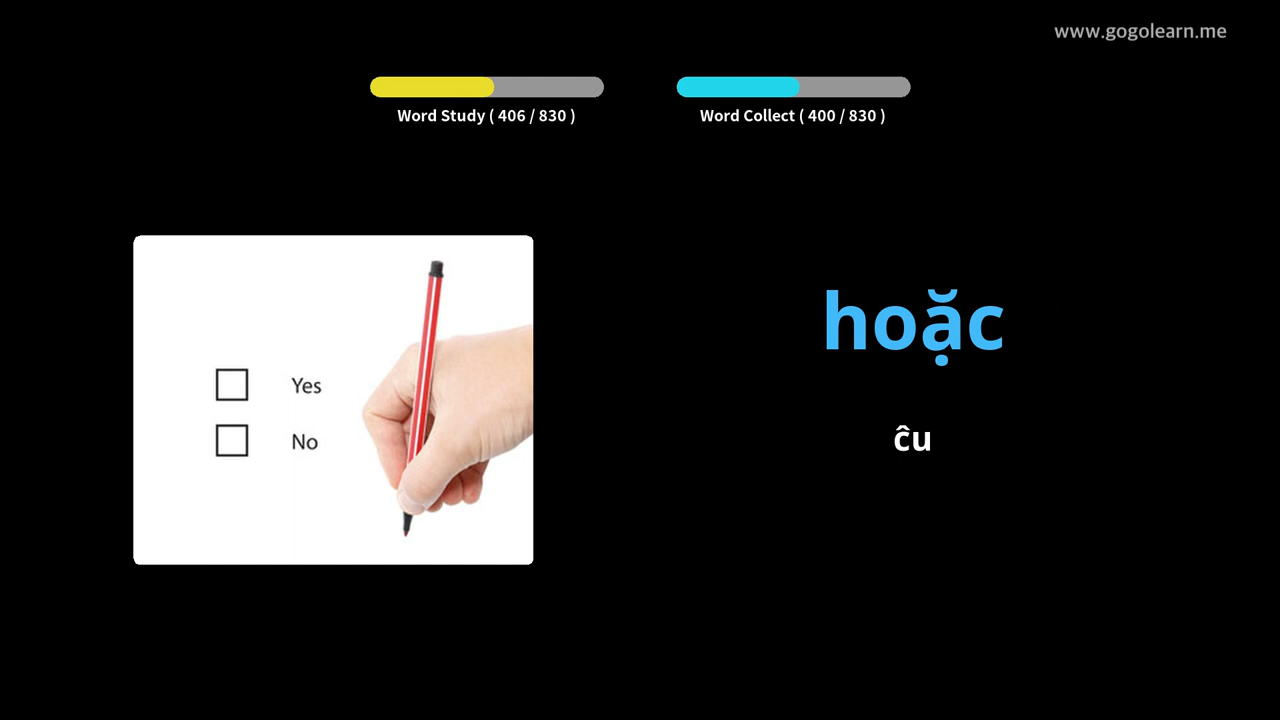 www.gogolearn.me
Word Study ( 406 / 830 )
Word Collect ( 400 / 830 )
Yes
No
hoặc
ĉu